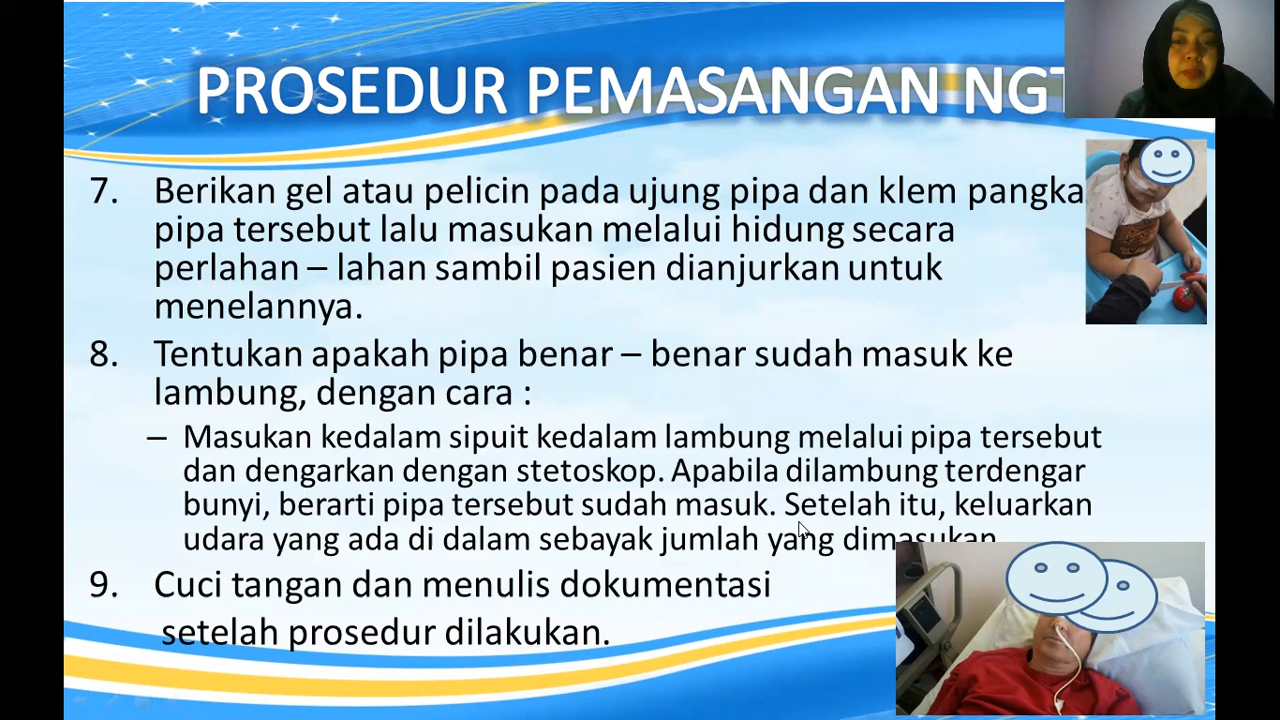 PROSEDUR PEMASANGAN NG
7. Berikan gel atau pelicin pada ujung pipa dan klem pangka
pipa tersebut lalu masukan melalui hidung secara
perlahan – lahan sambil pasien dianjurkan untuk
menelannya.
8. Tentukan apakah pipa benar – benar sudah masuk ke
lambung, dengan cara :
– Masukan kedalam sipuit kedalam lambung melalui pipa tersebut
dan dengarkan dengan stetoskop. Apabila dilambung terdengar
bunyi, berarti pipa tersebut sudah masuk. Setelah itu, keluarkan
udara yang ada di dalam sebayak jumlah yang dimasukan
9. Cuci tangan dan menulis dokumentasi
setelah prosedur dilakukan.